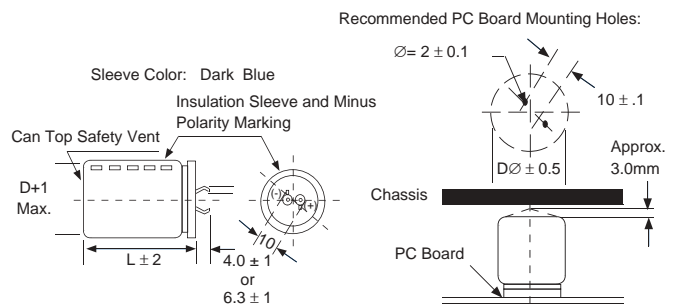 Recommended PC Board Mounting Holes:
Ø= 2 ± 0.1
10 ± .1
DØ ± 0.5
Approx.
3.0mm
Chassis
PC Board
Sleeve Color: Dark Blue
Insulation Sleeve and Minus
Polarity Marking
Can Top Safety Vent
D+1
Max.
(-)
(+)
10
L ± 2
4.0 ± 1
or
6.3 ± 1